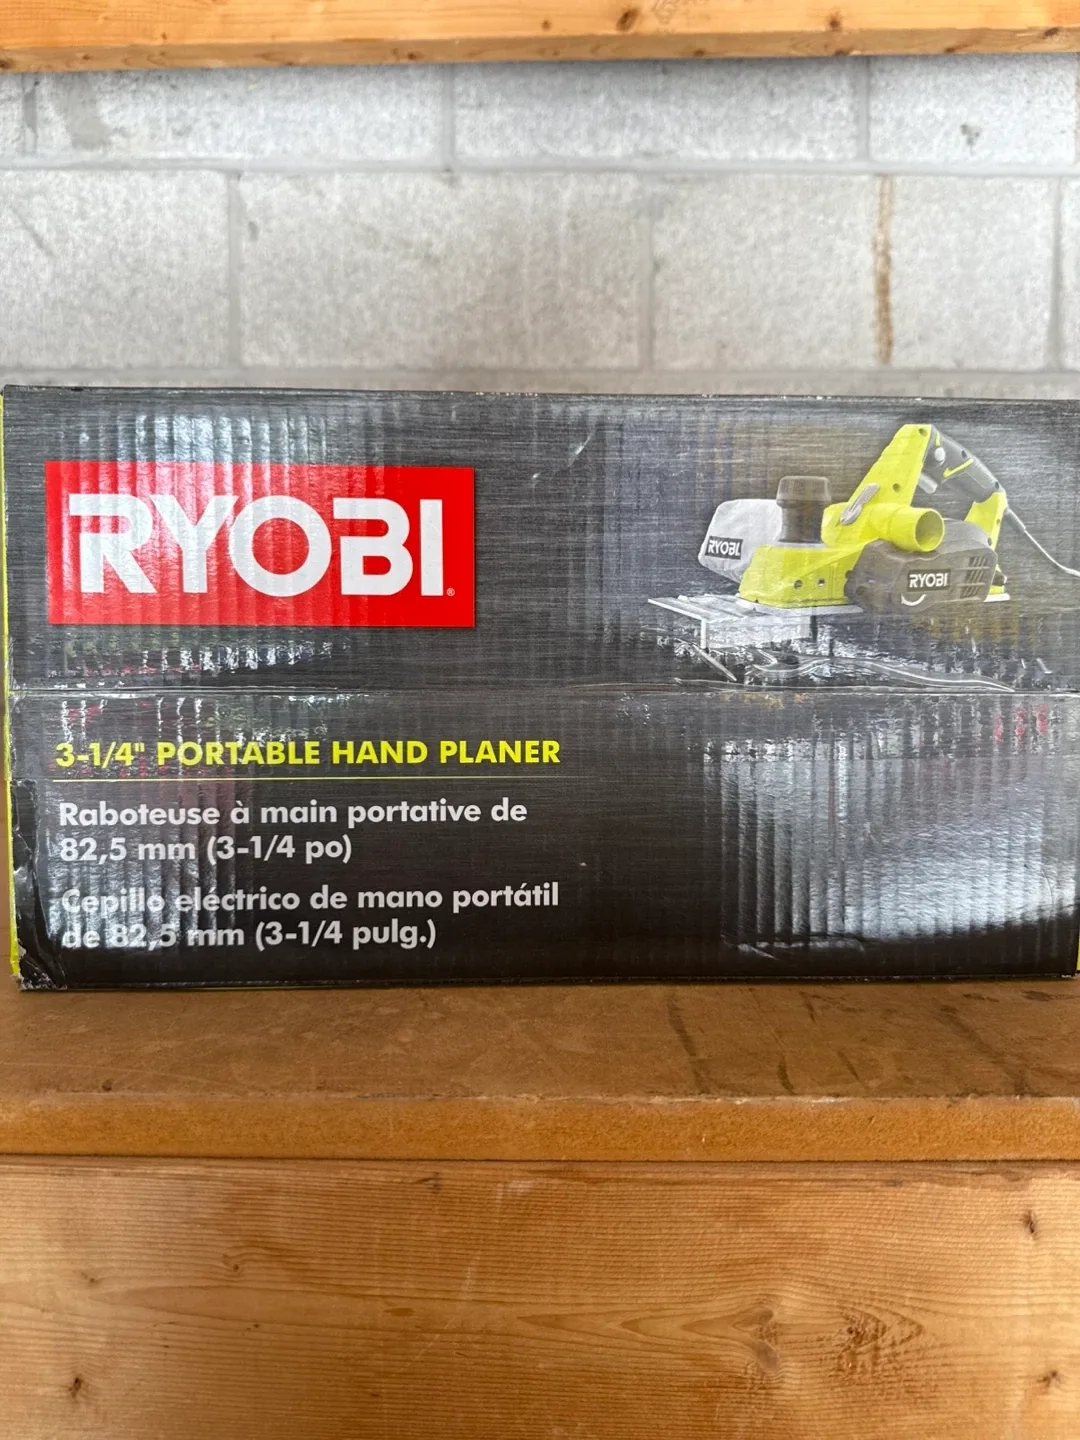 RYOBI®
RYOBI
RYOBI
3-1/4" PORTABLE HAND PLANER
Raboteuse à main portative de
82,5 mm (3-1/4 po)
Cepillo eléctrico de mano portátil
de 82,5 mm (3-1/4 pulg.)